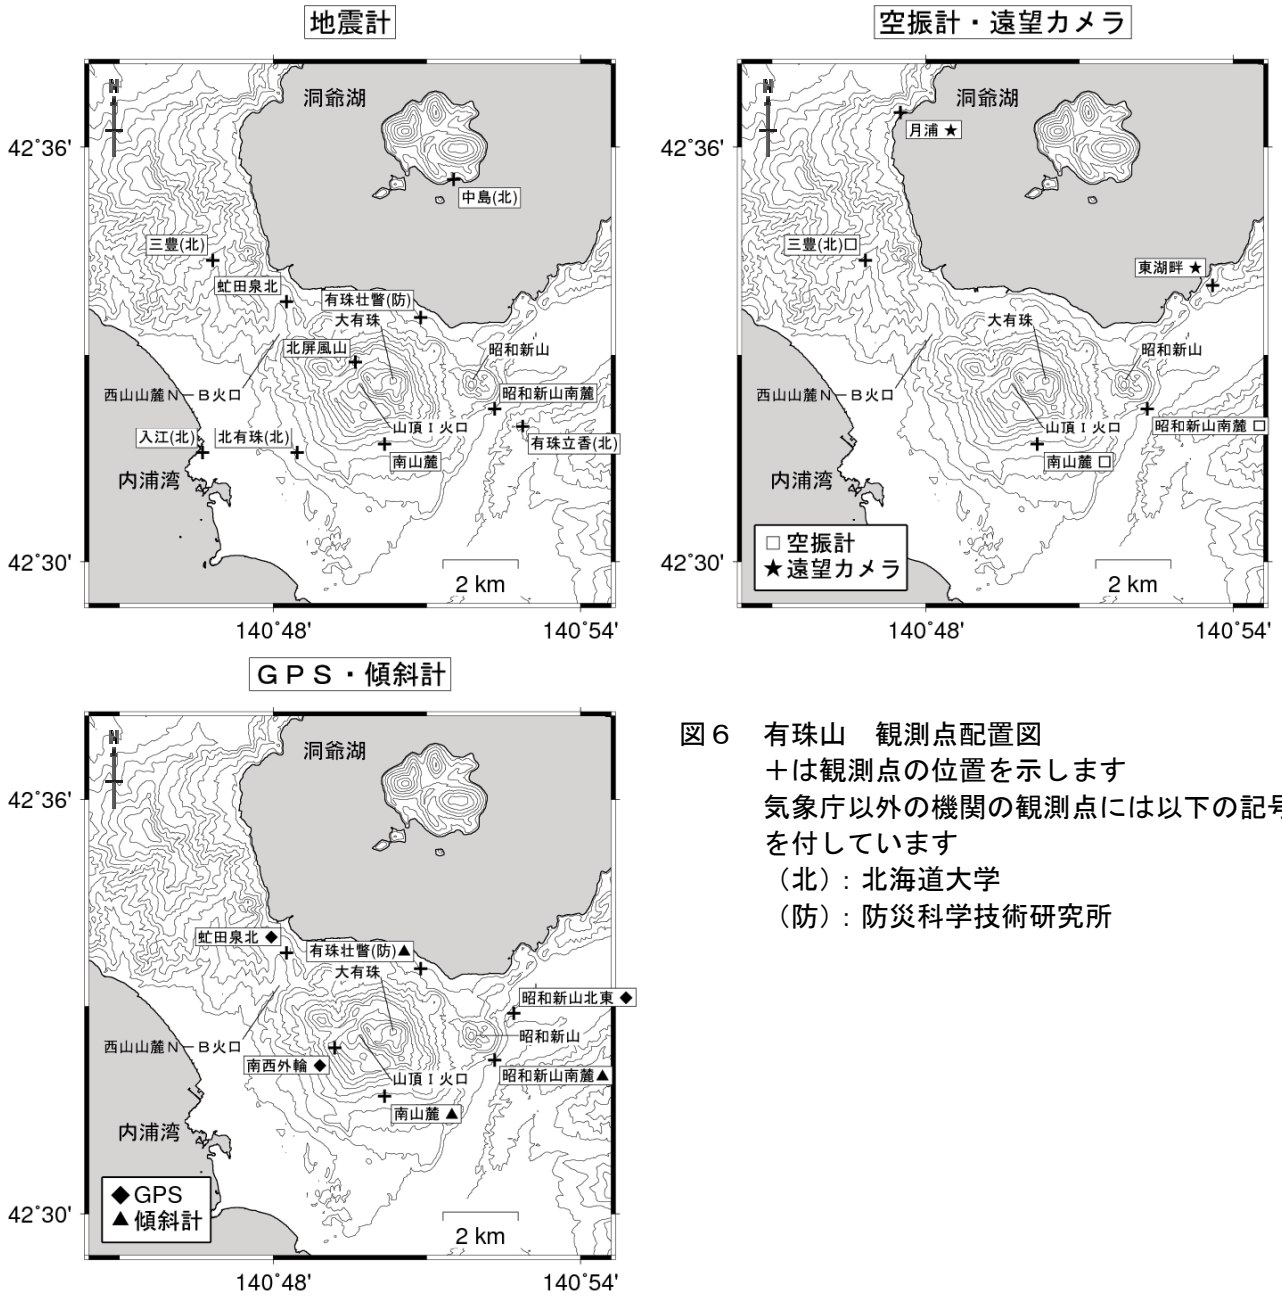 地震計
N
洞爺湖
42°36'
中島(北)
三豊(北)
虻田泉北
有珠壮瞥(防)
大有珠
北屏風山
昭和新山
西山山麓N－B火口
昭和新山南麓
山頂I火口
入江(北)
北有珠(北)
有珠立香(北)
南山麓
内浦湾
42°30'
2 km
140°48'
140°54'
空振計・遠望カメラ
N
洞爺湖
月浦 ★
42°36'
三豊(北)□
東湖畔 ★
大有珠
昭和新山
西山山麓N－B火口
山頂I火口
昭和新山南麓 □
南山麓 □
内浦湾
□ 空振計
★遠望カメラ
42°30'
2 km
140°48'
140°54'
GPS・傾斜計
N
洞爺湖
42°36'
虻田泉北 ◆
有珠壮瞥(防)▲
大有珠
昭和新山北東 ◆
昭和新山
西山山麓N－B火口
南西外輪 ◆
昭和新山南麓▲
山頂I火口
南山麓 ▲
内浦湾
◆GPS
▲傾斜計
42°30'
2 km
140°48'
140°54'
図６　有珠山　観測点配置図
＋は観測点の位置を示します
気象庁以外の機関の観測点には以下の記号
を付しています
（北）：北海道大学
（防）：防災科学技術研究所